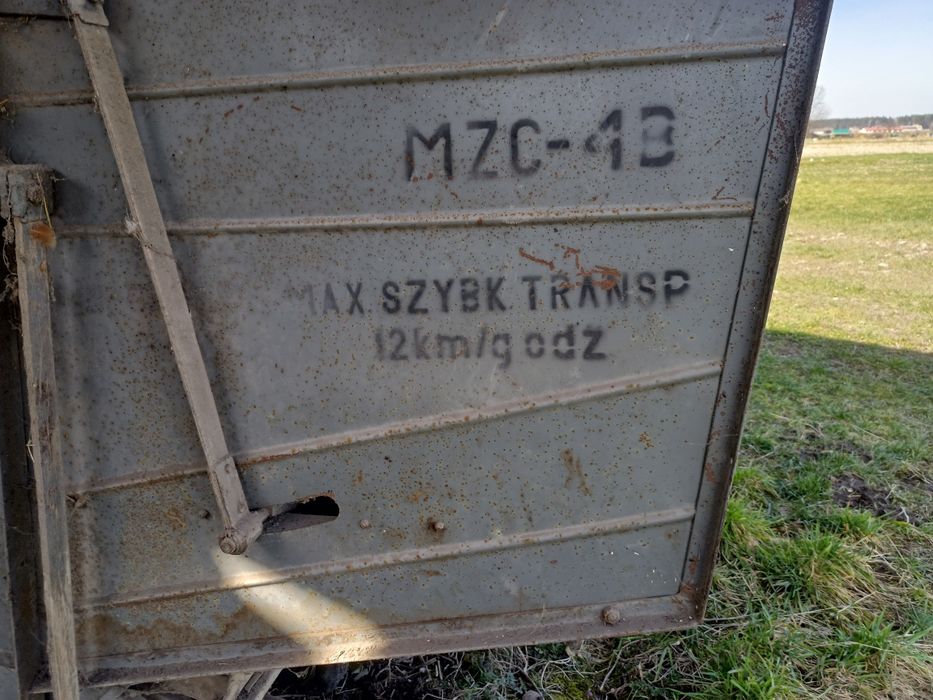 MZC-4B
MAX SZYBK TRANSP
12km/godz